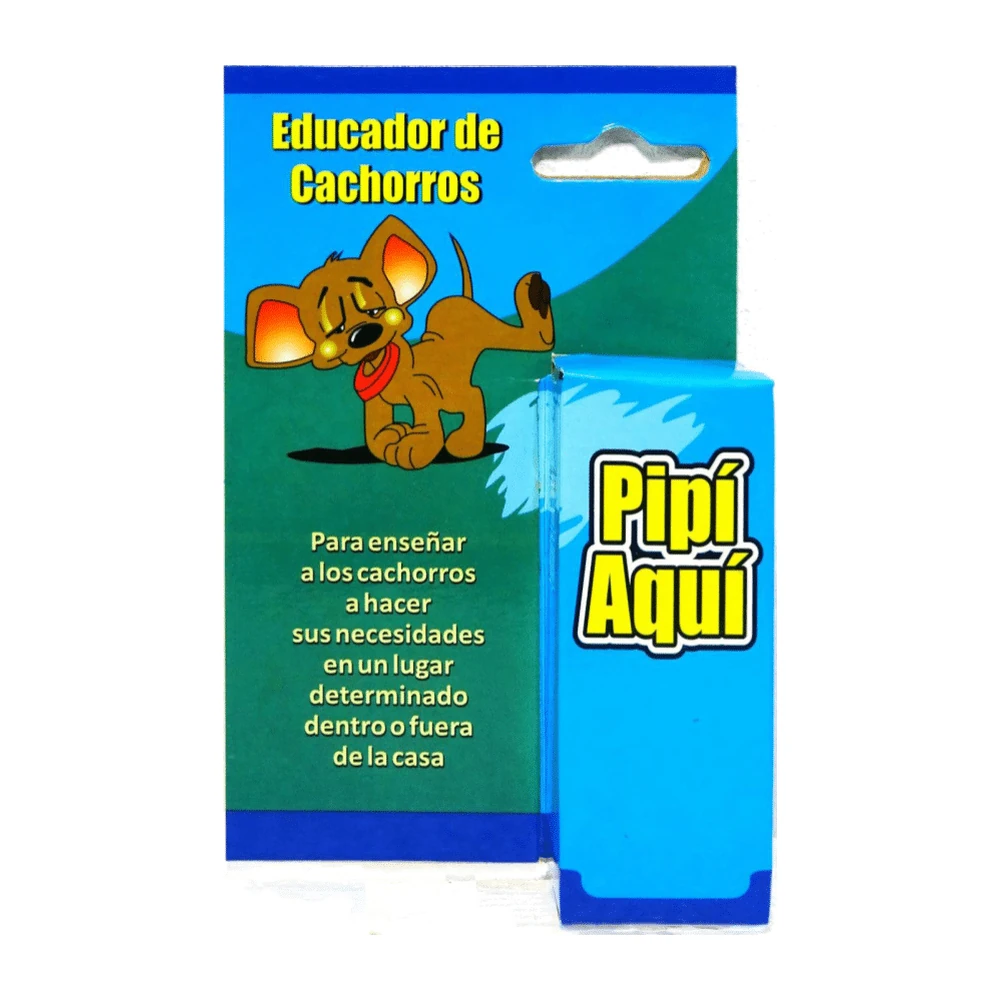 Educador de
Cachorros
Para enseñar
a los cachorros
a hacer
sus necesidades
en un lugar
determinado
dentro o fuera
de la casa
Pipí
Aquí